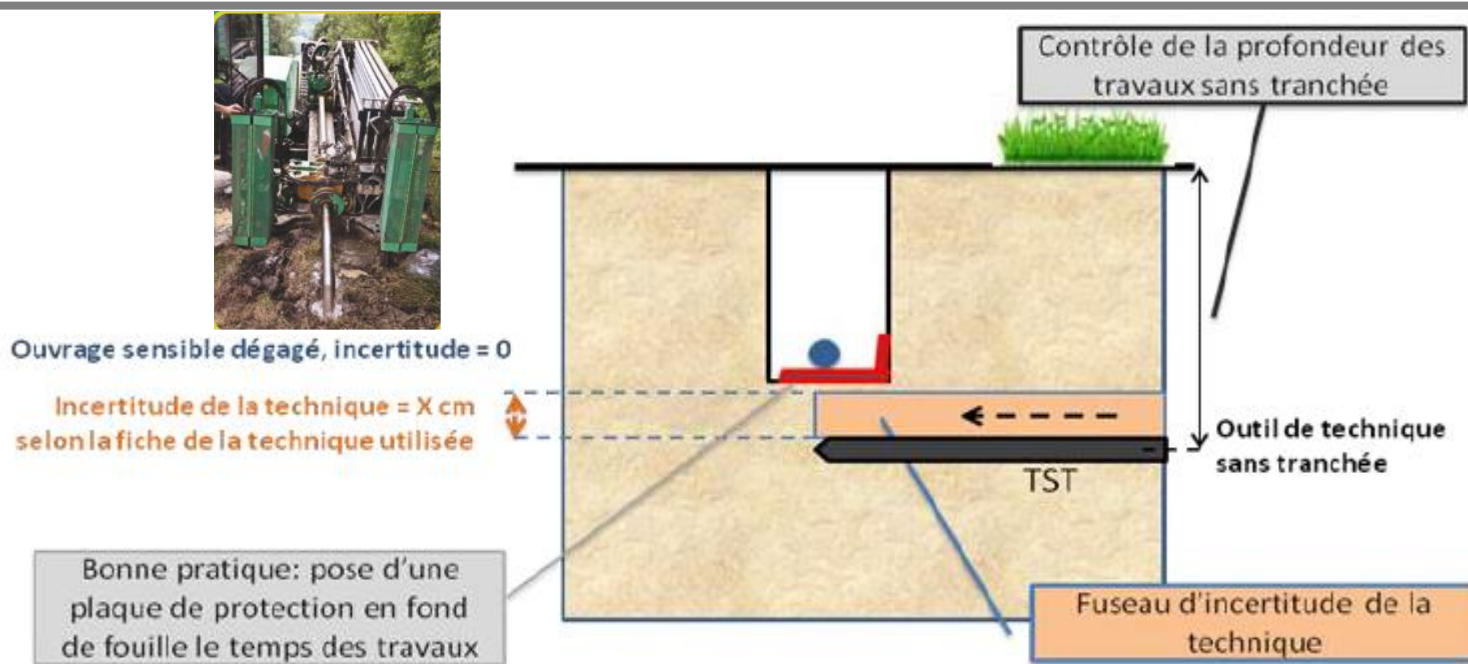 Contrôle de la profondeur des
travaux sans tranchée
Ouvrage sensible dégagé, incertitude = 0
Incertitude de la technique = X cm
selon la fiche de la technique utilisée
Outil de technique
sans tranchée
TST
Bonne pratique: pose d'une
plaque de protection en fond
de fouille le temps des travaux
Fuseau d'incertitude de la
technique